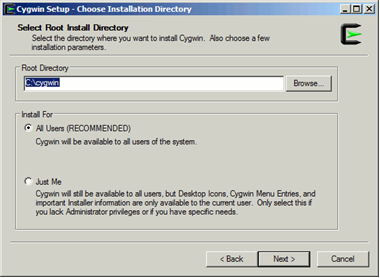 Cygwin Setup - Choose Installation Directory
Select Root Install Directory
Select the directory where you want to install Cygwin. Also choose a few
installation parameters.
Root Directory
C:\cygwin
Browse...
Install For
All Users (RECOMMENDED)
Cygwin will be available to all users of the system.
Just Me
Cygwin will still be available to all users, but Desktop Icons, Cygwin Menu Entries, and
important Installer information are only available to the current user. Only select this if
you lack Administrator privileges or if you have specific needs.
< Back
Next >
Cancel